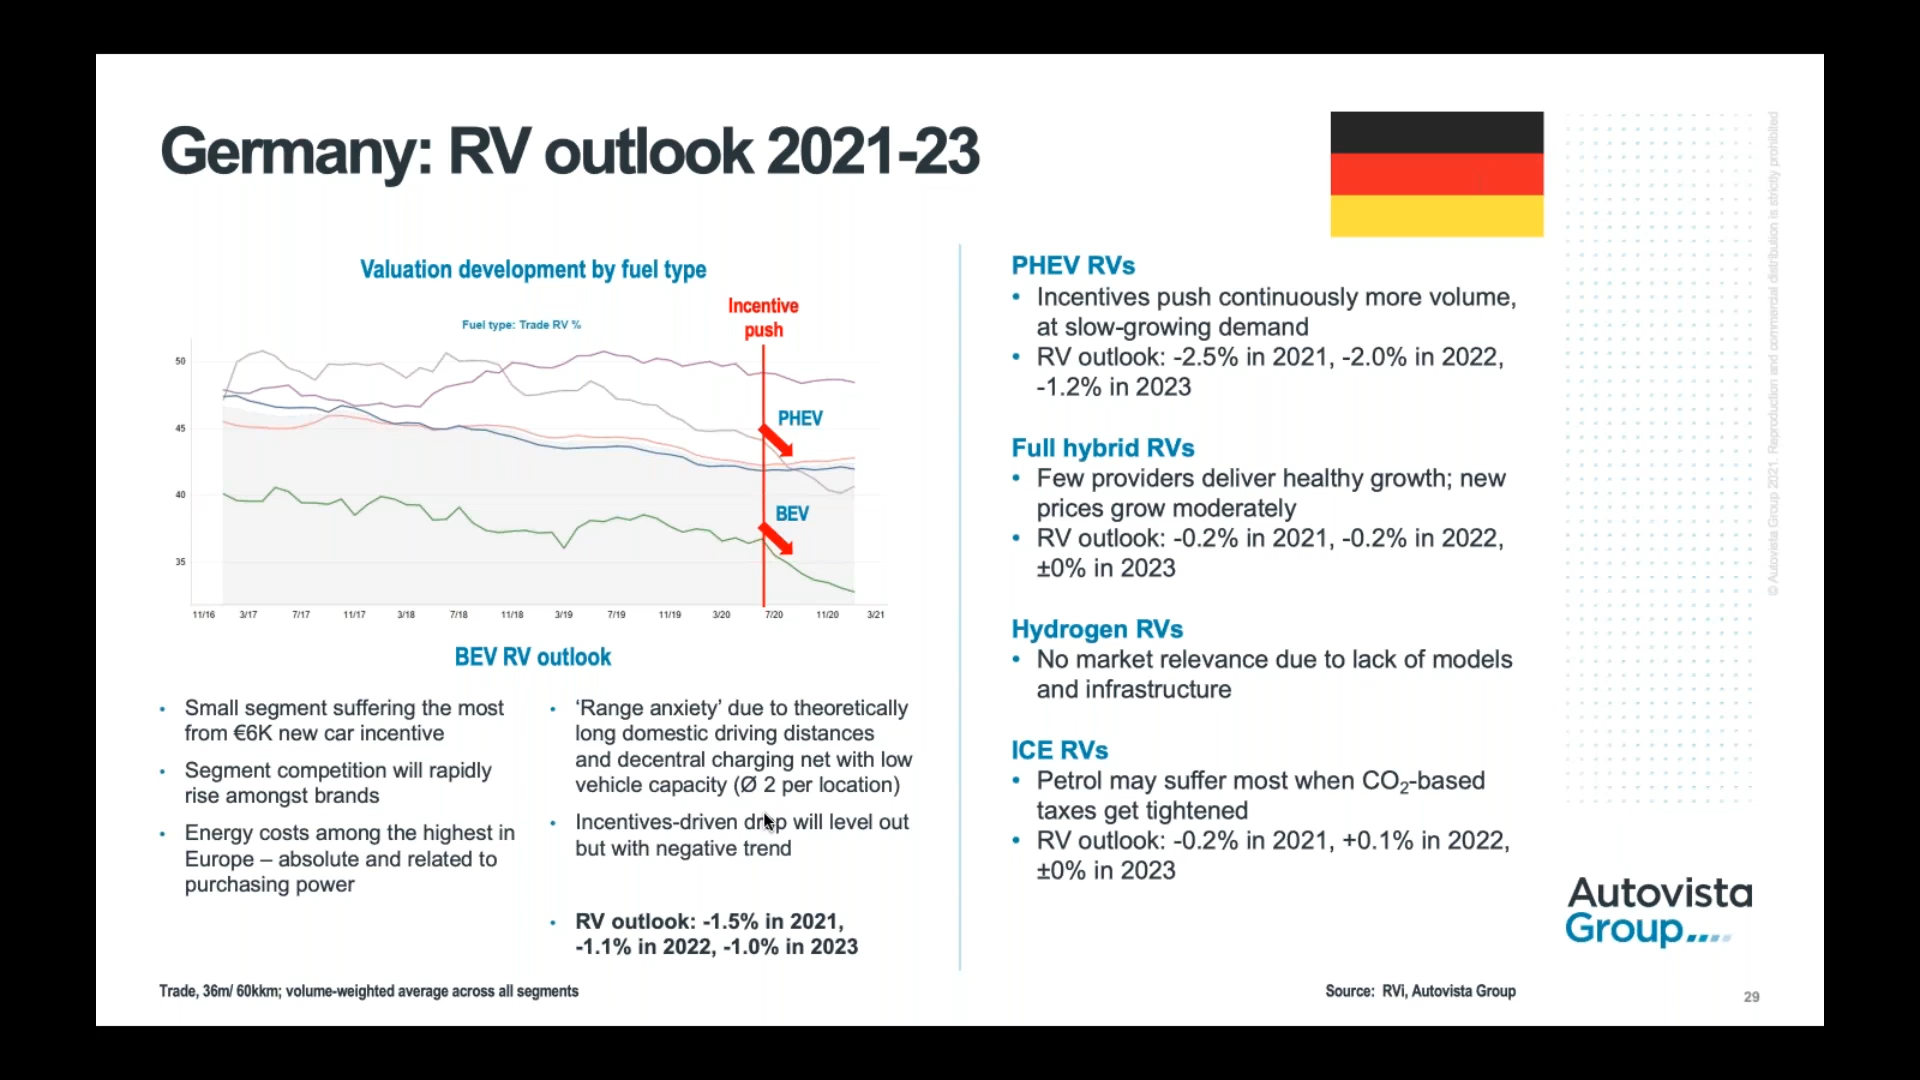 Germany: RV outlook 2021-23
Valuation development by fuel type
Incentive
push
Fuel type: Trade RV %
50
45
40
35
PHEV
BEV
11/16 3/17 7/17 11/17 3/18 7/18 11/18 3/19 7/19 11/19 3/20 7/20 11/20 3/21
BEV RV outlook
• Small segment suffering the most
from €6K new car incentive
• Segment competition will rapidly
rise amongst brands
• Energy costs among the highest in
Europe – absolute and related to
purchasing power
• ‘Range anxiety’ due to theoretically
long domestic driving distances
and decentral charging net with low
vehicle capacity (Ø 2 per location)
• Incentives-driven drop will level out
but with negative trend
• RV outlook: -1.5% in 2021,
-1.1% in 2022, -1.0% in 2023
PHEV RVs
• Incentives push continuously more volume,
at slow-growing demand
• RV outlook: -2.5% in 2021, -2.0% in 2022,
-1.2% in 2023
Full hybrid RVs
• Few providers deliver healthy growth; new
prices grow moderately
• RV outlook: -0.2% in 2021, -0.2% in 2022,
±0% in 2023
Hydrogen RVs
• No market relevance due to lack of models
and infrastructure
ICE RVs
• Petrol may suffer most when CO₂-based
taxes get tightened
• RV outlook: -0.2% in 2021, +0.1% in 2022,
±0% in 2023
© Autovista Group 2021. Reproduction and commercial distribution is strictly prohibited
Autovista
Group
Trade, 36m/ 60kkm; volume-weighted average across all segments
Source: RVi, Autovista Group
29